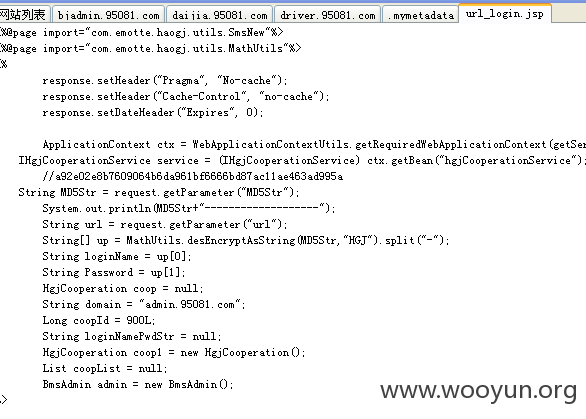 网站列表 bjadmin.95081.com daijia.95081.com driver.95081.com .mymetadata url_login.jsp
%@page import="com.emotte.haogj.utils.SmsNew"%>
%@page import="com.emotte.haogj.utils.MathUtils"%>
%
response.setHeader("Pragma", "No-cache");
response.setHeader("Cache-Control", "no-cache");
response.setDateHeader("Expires", 0);
ApplicationContext ctx = WebApplicationContextUtils.getRequiredWebApplicationContext(getSer
IHgjCooperationService service = (IHgjCooperationService) ctx.getBean("hgjCooperationService");
//a92e02e8b7609064b6da961bf6666bd87ac11ae463ad995a
String MD5Str = request.getParameter("MD5Str");
System.out.println(MD5Str+"-------------------");
String url = request.getParameter("url");
String[] up = MathUtils.desEncryptAsString(MD5Str,"HGJ").split("-");
String loginName = up[0];
String Password = up[1];
HgjCooperation coop = null;
String domain = "admin.95081.com";
Long coopId = 900L;
String loginNamePwdStr = null;
HgjCooperation coop1 = new HgjCooperation();
List coopList = null;
BmsAdmin admin = new BmsAdmin();
>
www.wooyun.org